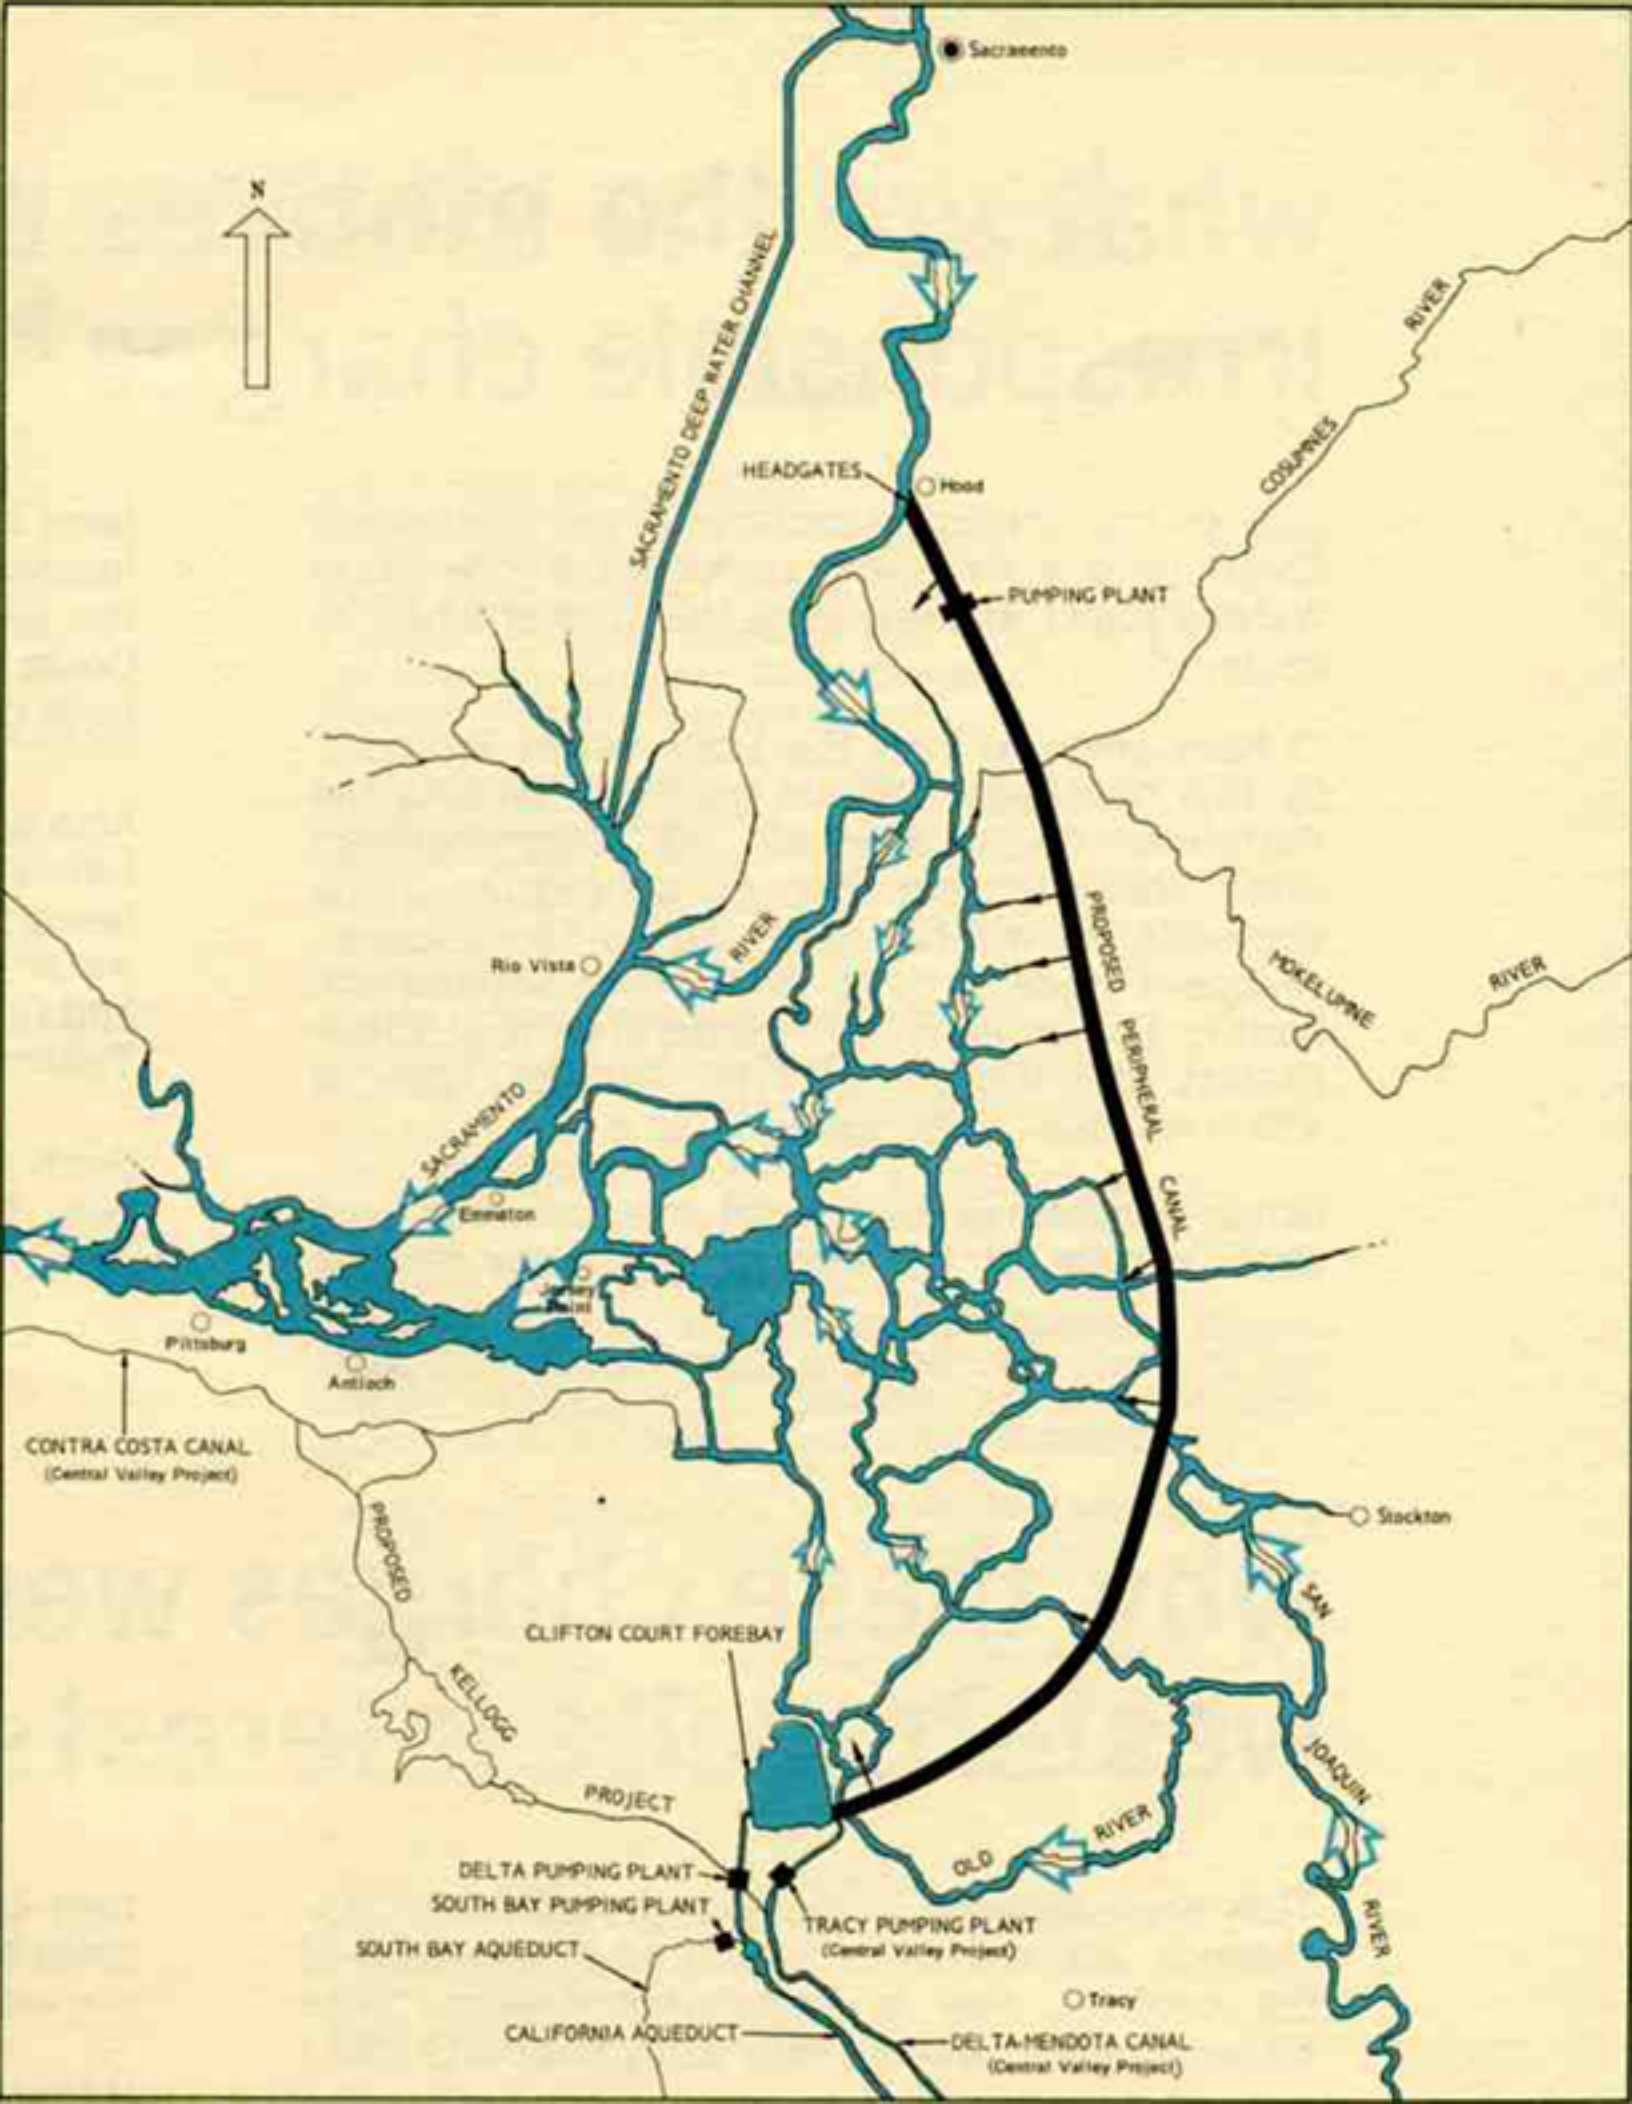 Sacramento
N
SACRAMENTO DEEP WATER CHANNEL
RIVER
COSUMNES
HEADGATES
Hood
PUMPING PLANT
PROPOSED PERIPHERAL CANAL
RIVER
Rio Vista
MOKELUMNE
RIVER
SACRAMENTO
Emmaton
Jersey
Point
Pittsburg
Antioch
CONTRA COSTA CANAL
(Central Valley Project)
Stockton
PROPOSED
SAN
CLIFTON COURT FOREBAY
KELLOGG
JOAQUIN
PROJECT
RIVER
OLD
DELTA PUMPING PLANT
SOUTH BAY PUMPING PLANT
TRACY PUMPING PLANT
(Central Valley Project)
RIVER
SOUTH BAY AQUEDUCT
Tracy
CALIFORNIA AQUEDUCT
DELTA-MENDOTA CANAL
(Central Valley Project)